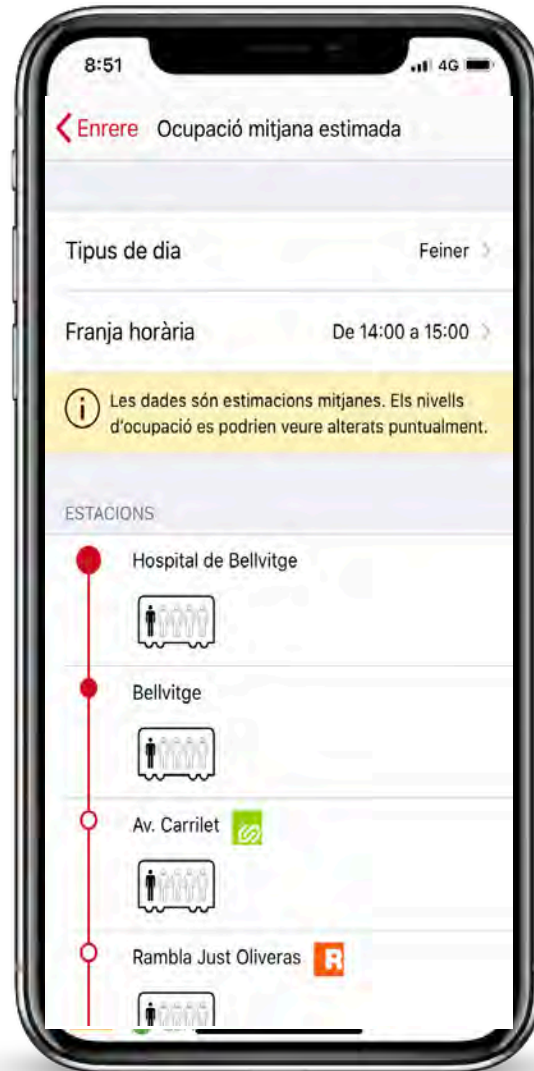 8:51
4G
Enrere Ocupació mitjana estimada
Tipus de dia Feiner
Franja horària De 14:00 a 15:00
i Les dades són estimacions mitjanes. Els nivells
d'ocupació es podrien veure alterats puntualment.
ESTACIONS
Hospital de Bellvitge
Bellvitge
Av. Carrilet
Rambla Just Oliveras R